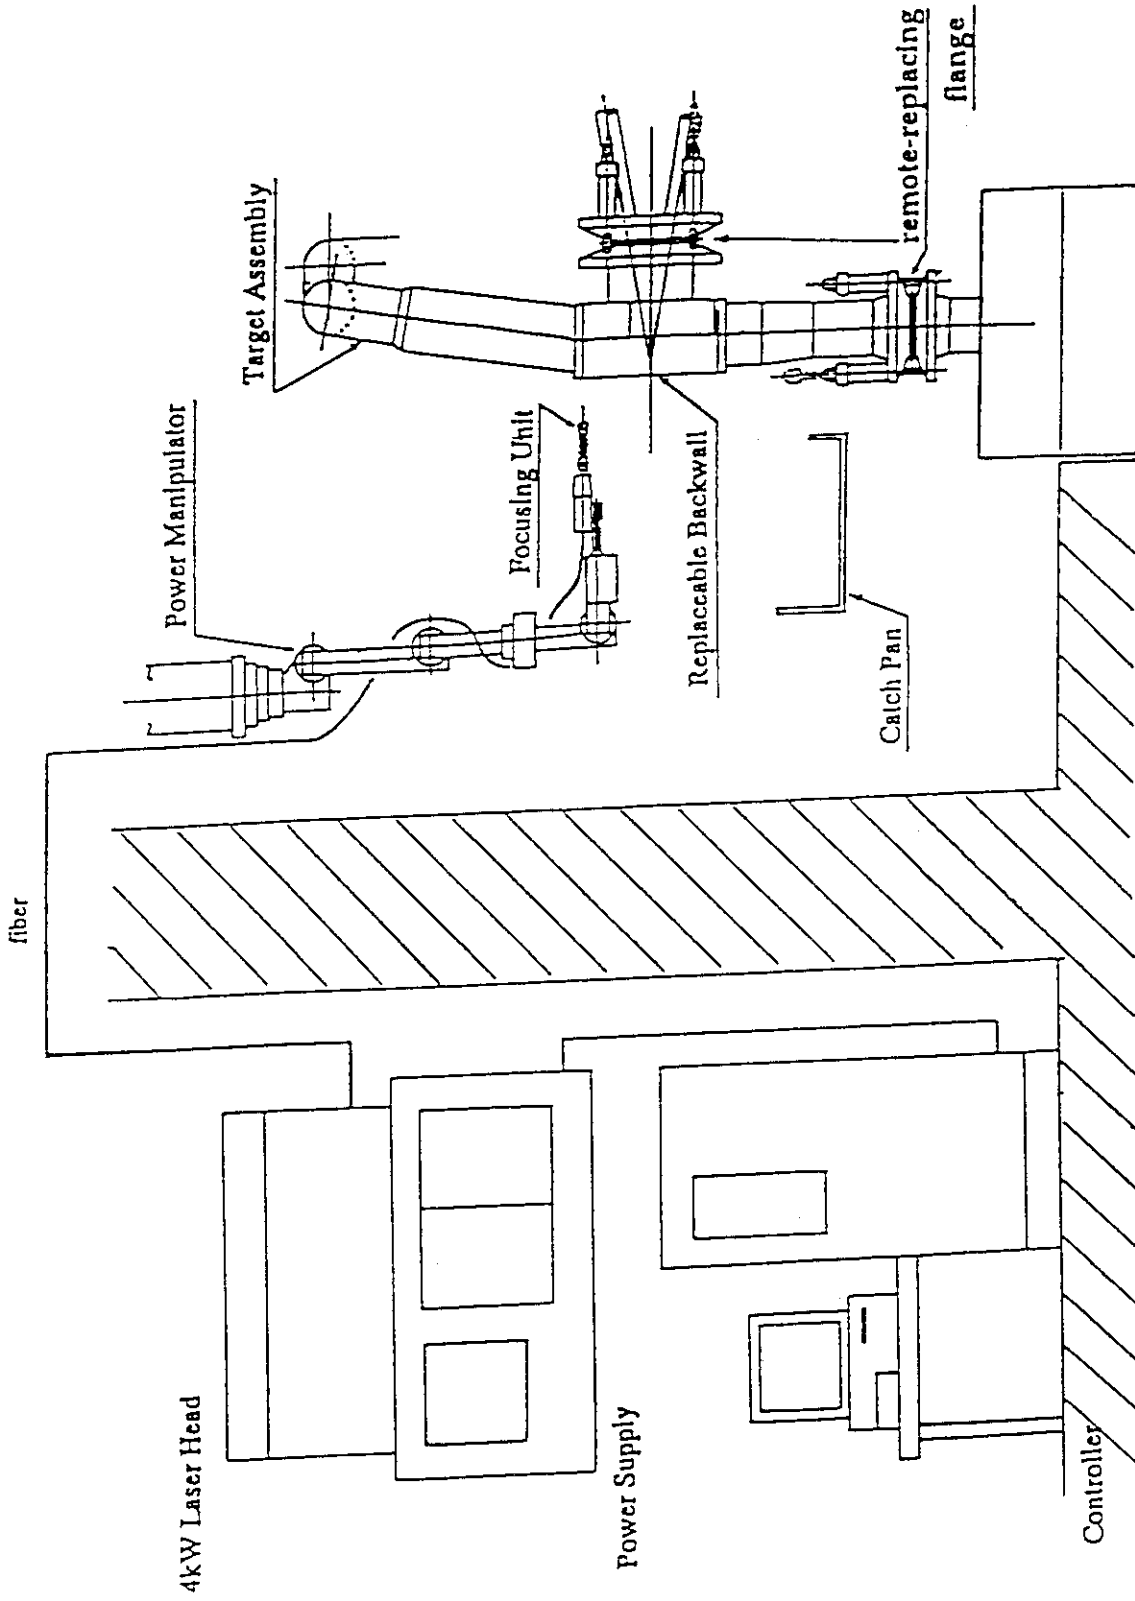 fiber
4kW Laser Head
Power Supply
Controller
Power Manipulator
Target Assembly
Focusing Unit
Replaceable Backwall
Catch Pan
remote-replacing
flange